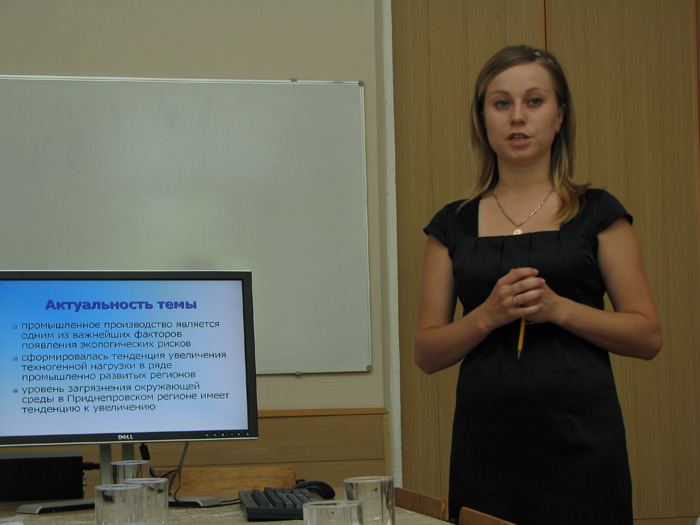 Актуальность темы
промышленное производство является
одним из важнейших факторов
появления экологических рисков
сформировалась тенденция увеличения
техногенной нагрузки в ряде
промышленно развитых регионов
уровень загрязнения окружающей
среды в Приднепровском регионе имеет
тенденцию к увеличению
DELL